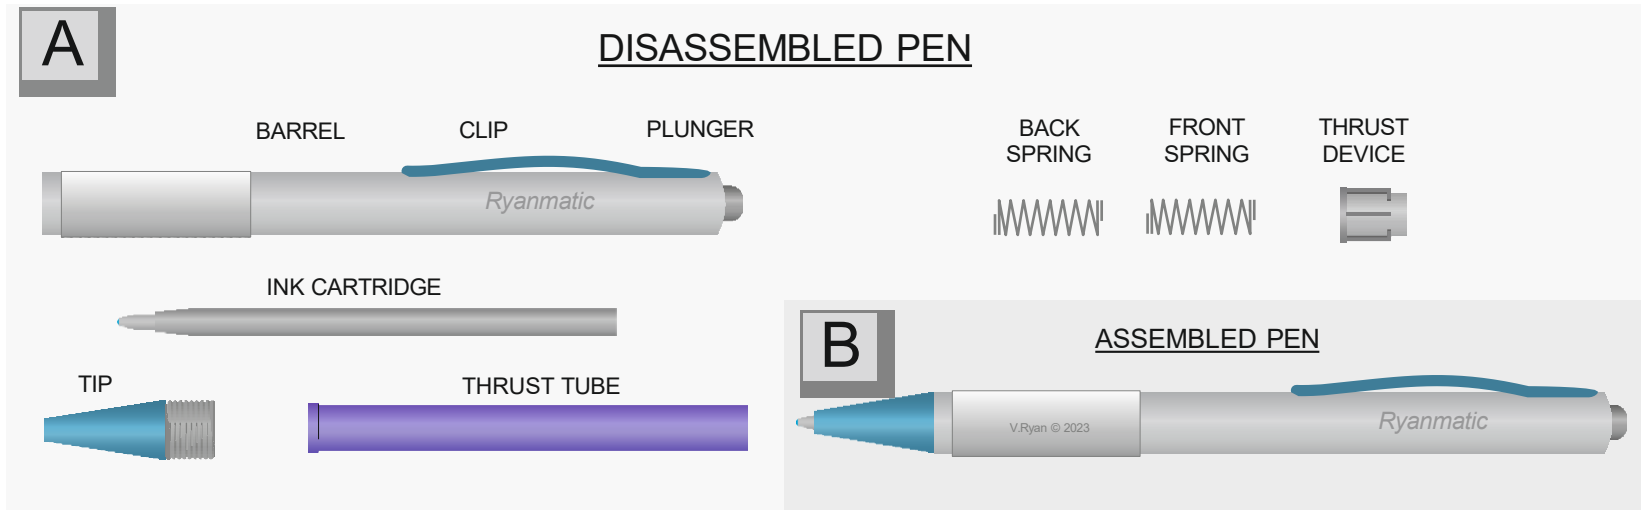 A
DISASSEMBLED PEN
BARREL
CLIP
PLUNGER
BACK
SPRING
FRONT
SPRING
THRUST
DEVICE
Ryanmatic
INK CARTRIDGE
TIP
THRUST TUBE
B
ASSEMBLED PEN
V.Ryan © 2023
Ryanmatic